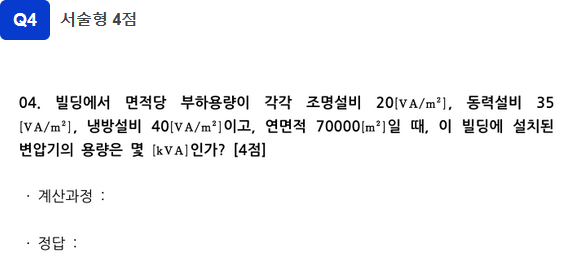 Q4 서술형 4점
04. 빌딩에서 면적당 부하용량이 각각 조명설비 20[VA/m²], 동력설비 35
[VA/m²], 냉방설비 40[VA/m²]이고, 연면적 70000[m²]일 때, 이 빌딩에 설치된
변압기의 용량은 몇 [kVA]인가? [4점]
· 계산과정 :
· 정답 :